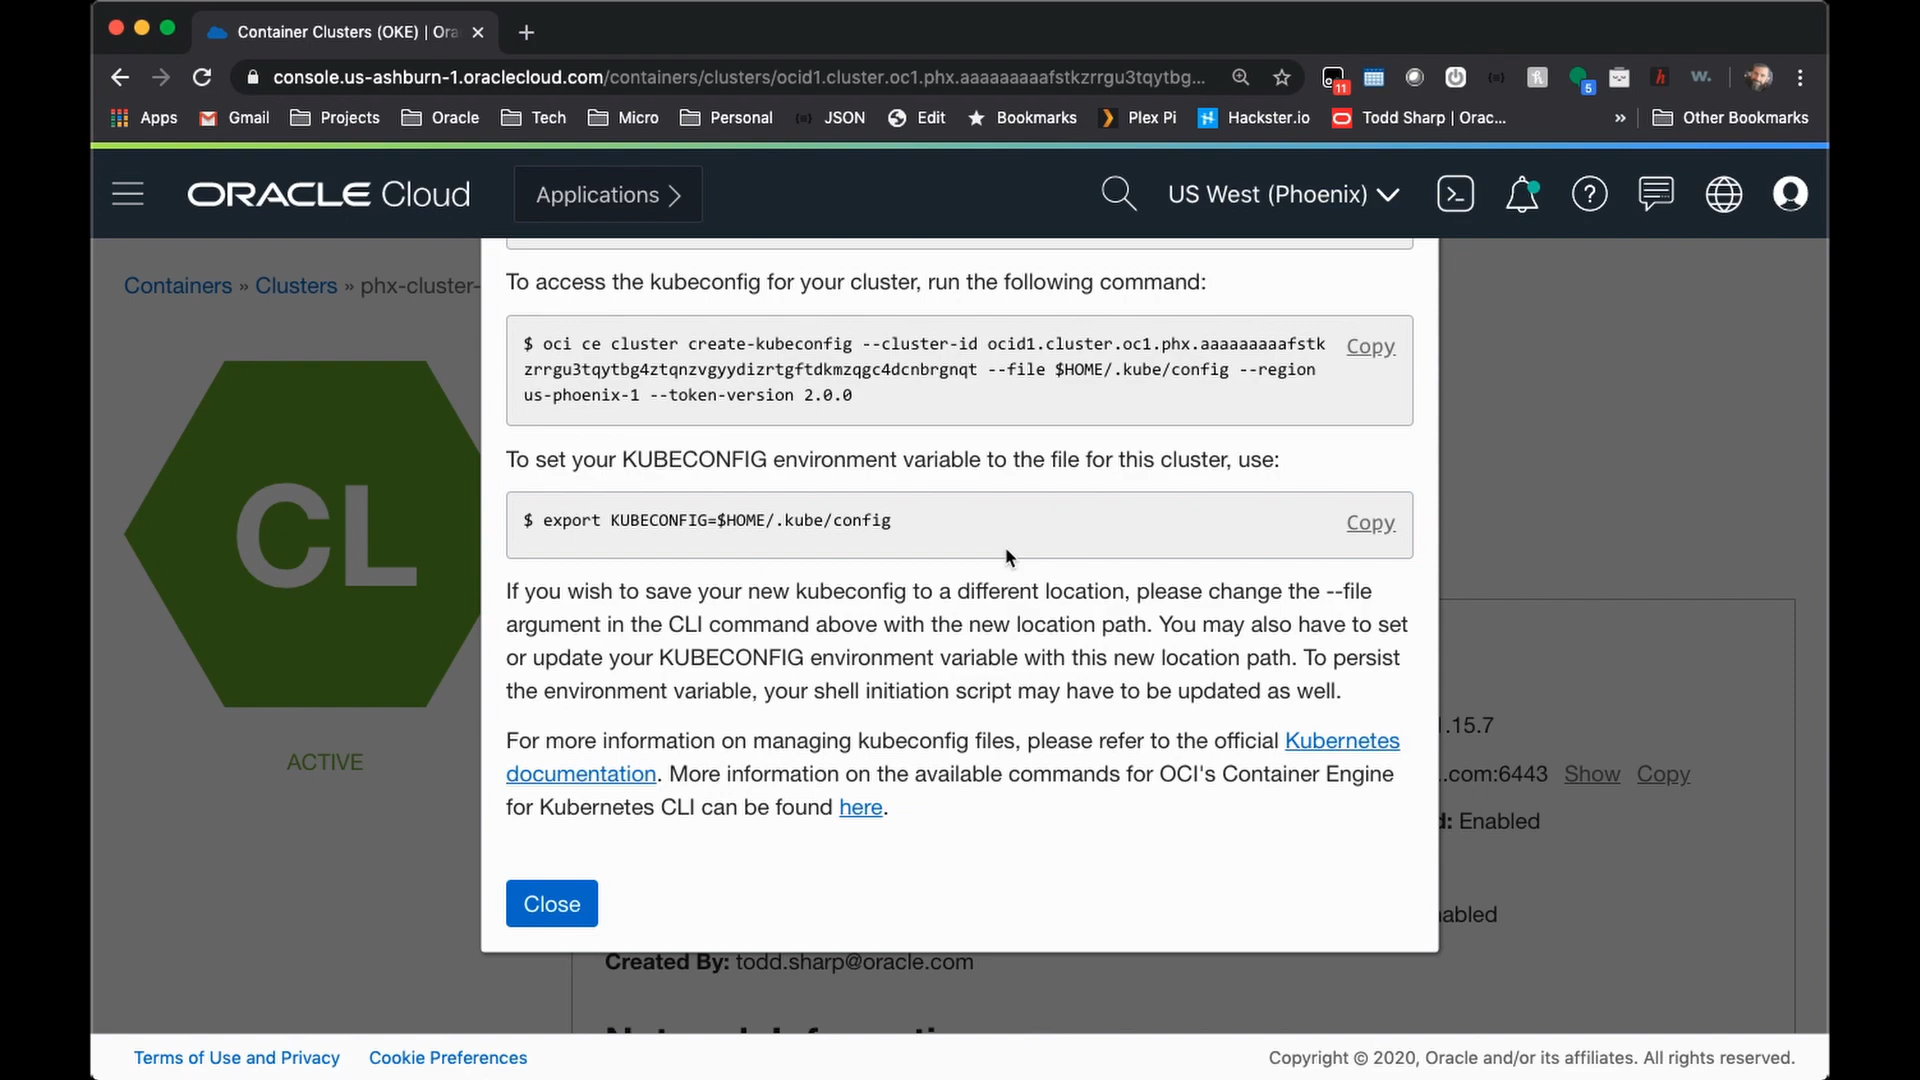 Container Clusters (OKE) | Ora
console.us-ashburn-1.oraclecloud.com/containers/clusters/ocid1.cluster.oc1.phx.aaaaaaaaafstkzrrgu3tqytbg...
11
5
h
w.
Apps Gmail Projects Oracle Tech Micro Personal JSON Edit Bookmarks Plex Pi Hackster.io Todd Sharp | Orac... » Other Bookmarks
ORACLE Cloud Applications US West (Phoenix)
Containers » Clusters » phx-cluster-
To access the kubeconfig for your cluster, run the following command:
$ oci ce cluster create-kubeconfig --cluster-id ocid1.cluster.oc1.phx.aaaaaaaaafstk Copy
zrrgu3tqytbg4ztqnzvgyydizrtgftdkmzqgc4dcnbrgnqt --file $HOME/.kube/config --region
us-phoenix-1 --token-version 2.0.0
To set your KUBECONFIG environment variable to the file for this cluster, use:
$ export KUBECONFIG=$HOME/.kube/config Copy
CL
If you wish to save your new kubeconfig to a different location, please change the --file
argument in the CLI command above with the new location path. You may also have to set
or update your KUBECONFIG environment variable with this new location path. To persist
the environment variable, your shell initiation script may have to be updated as well.
1.15.7
For more information on managing kubeconfig files, please refer to the official Kubernetes
documentation. More information on the available commands for OCI's Container Engine
for Kubernetes CLI can be found here.
ACTIVE
..com:6443 Show Copy
d: Enabled
Close
abled
Created By: todd.sharp@oracle.com
Terms of Use and Privacy Cookie Preferences Copyright © 2020, Oracle and/or its affiliates. All rights reserved.